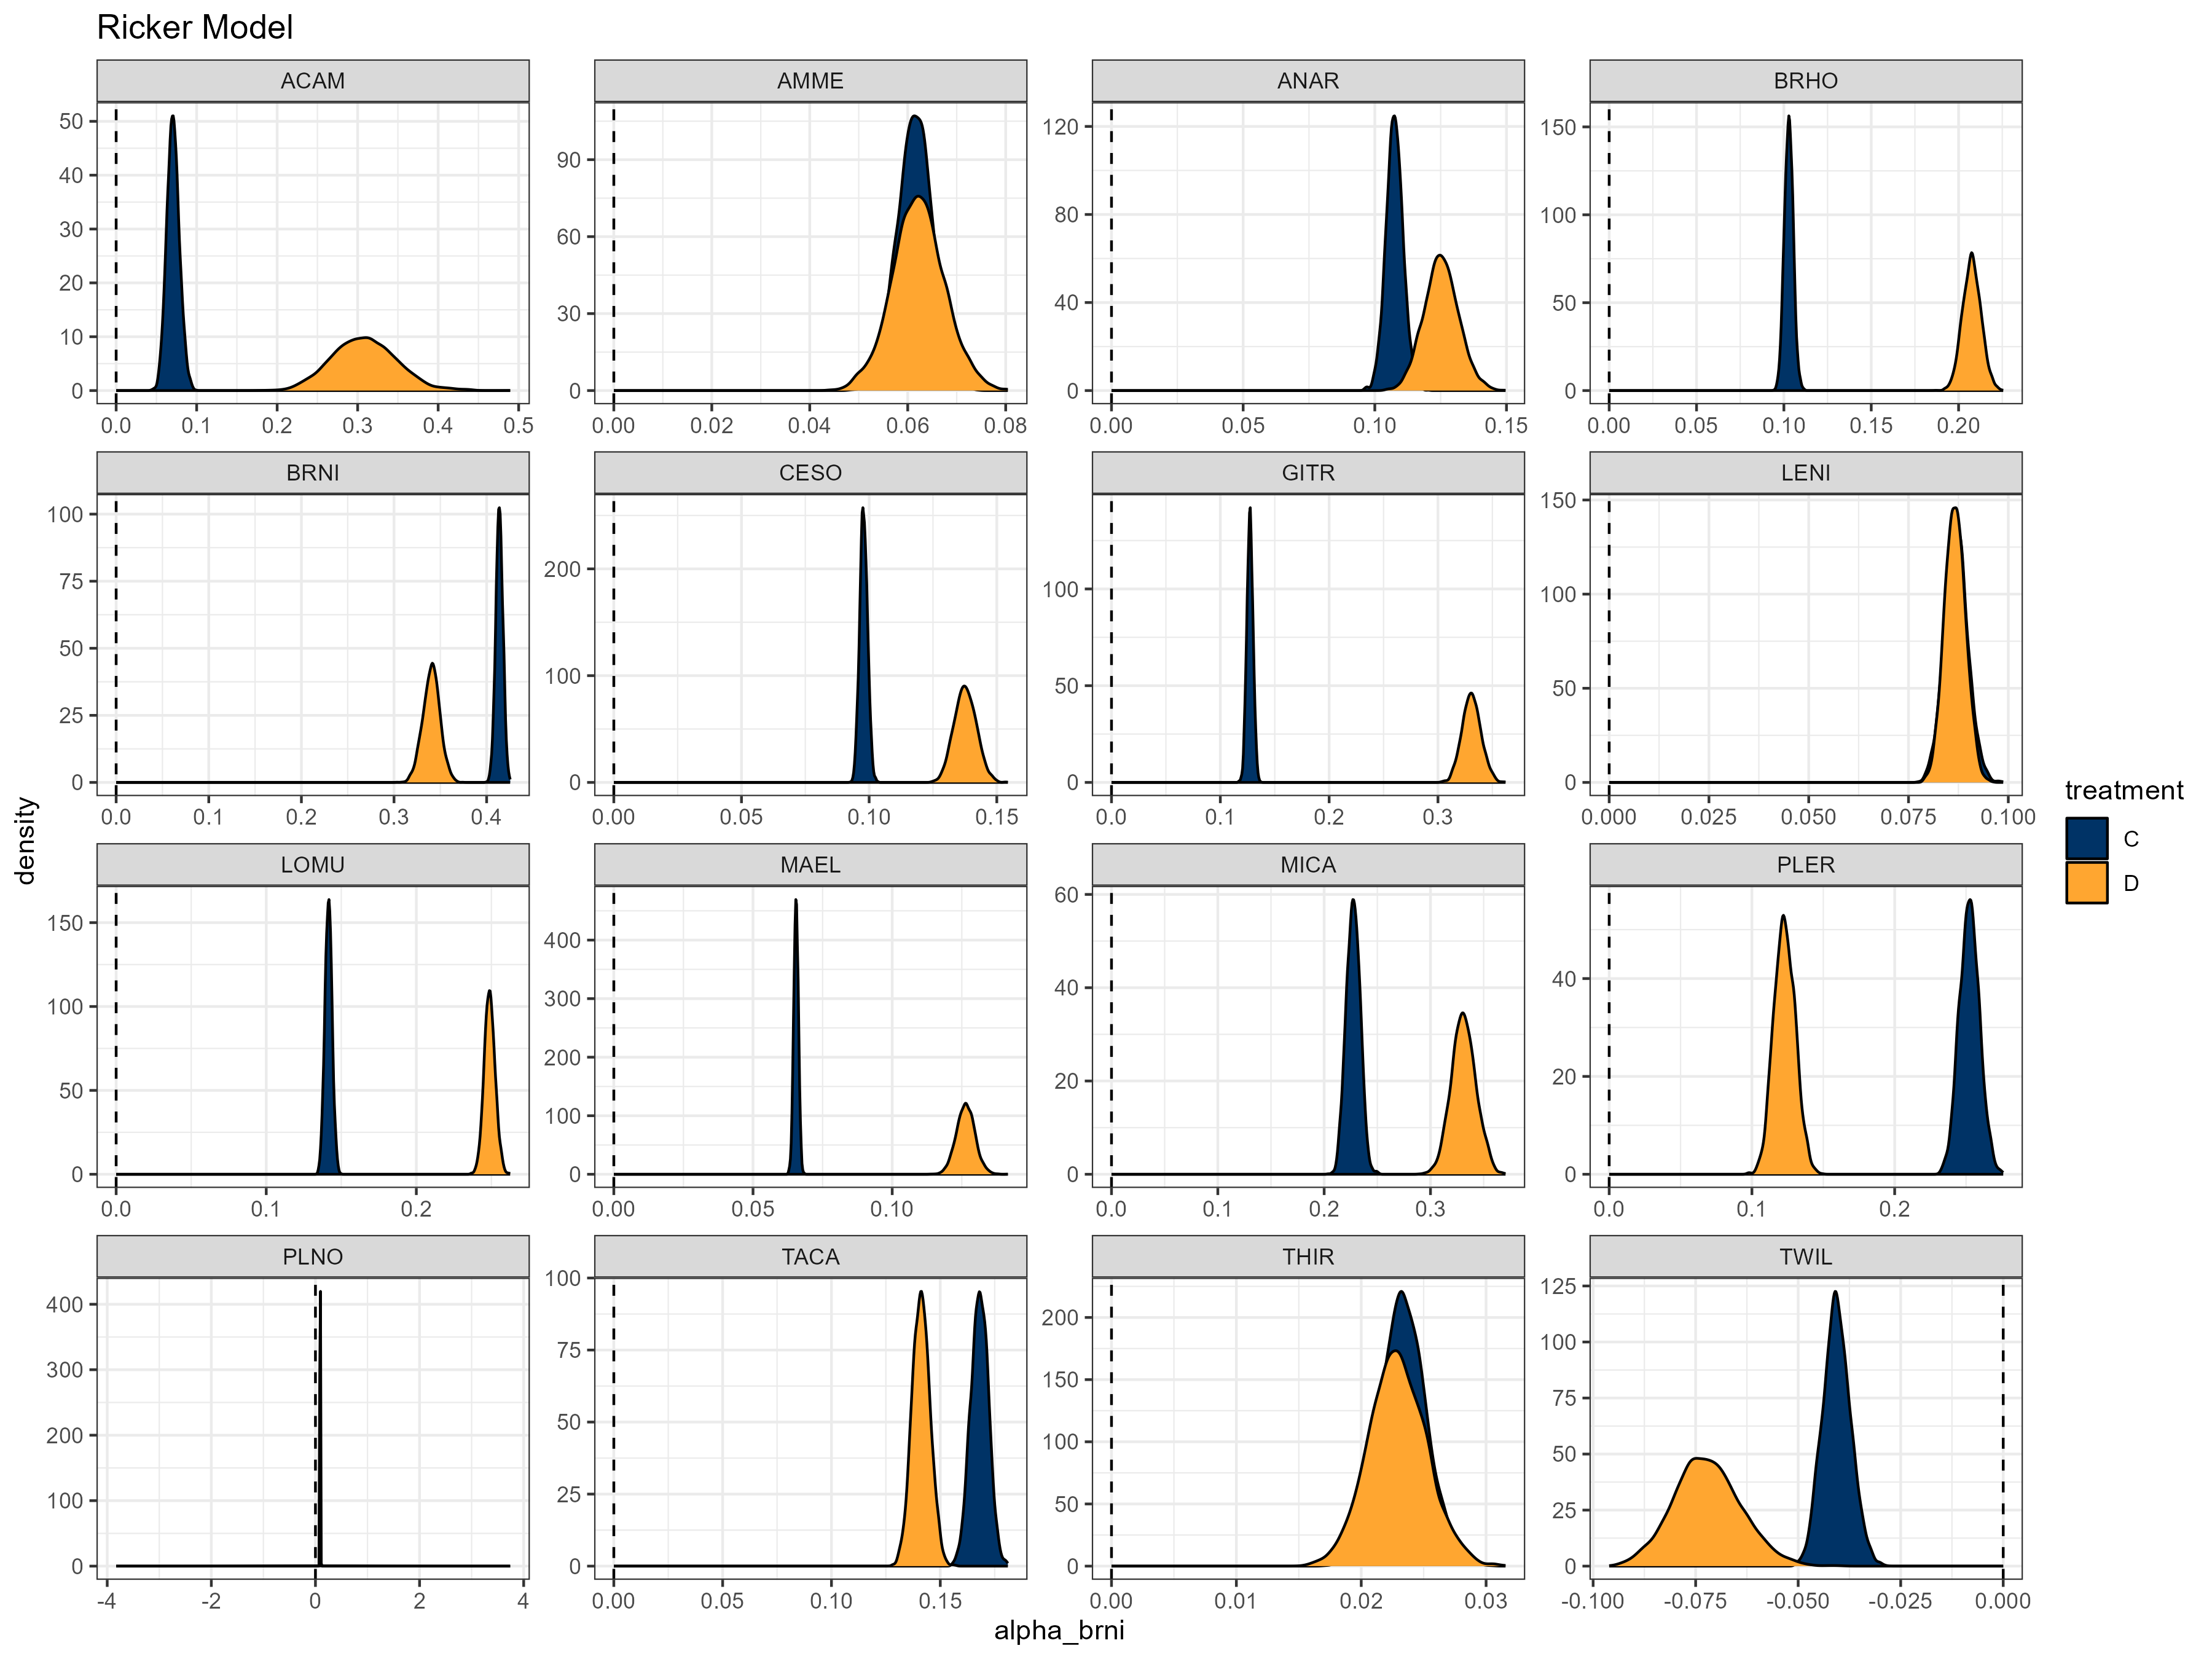 Ricker Model
ACAM AMME ANAR BRHO
50 40 30 20 10 0
90 60 30 0
120 80 40 0
150 100 50 0
0.0 0.1 0.2 0.3 0.4 0.5
0.00 0.02 0.04 0.06 0.08
0.00 0.05 0.10 0.15
0.00 0.05 0.10 0.15 0.20
BRNI CESO GITR LENI
100 75 50 25 0
200 100 0
100 50 0
150 100 50 0
0.0 0.1 0.2 0.3 0.4
0.00 0.05 0.10 0.15
0.0 0.1 0.2 0.3
0.000 0.025 0.050 0.075 0.100
density
treatment
C
D
LOMU MAEL MICA PLER
150 100 50 0
400 300 200 100 0
60 40 20 0
40 20 0
0.0 0.1 0.2
0.00 0.05 0.10
0.0 0.1 0.2 0.3
0.0 0.1 0.2
PLNO TACA THIR TWIL
400 300 200 100 0
100 75 50 25 0
200 150 100 50 0
125 100 75 50 25 0
-4 -2 0 2 4
0.00 0.05 0.10 0.15
0.00 0.01 0.02 0.03
-0.100 -0.075 -0.050 -0.025 0.000
alpha_brni